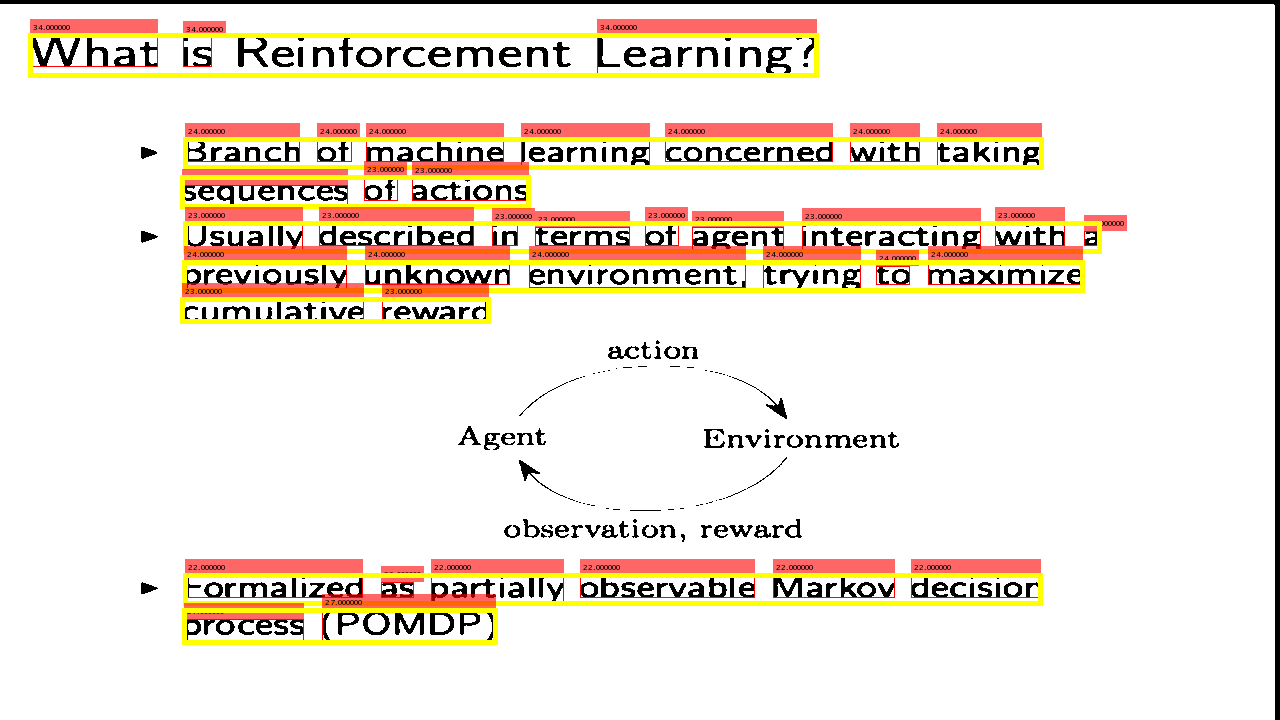 34.000000 34.000000 34.000000
What is Reinforcement Learning?
24.000000 24.000000 24.000000 24.000000 24.000000 24.000000 24.000000
► Branch of machine learning concerned with taking
23.000000 23.000000
sequences of actions
23.000000 23.000000 23.000000 23.000000 23.000000 23.000000 23.000000 23.000000
► Usually described in terms of agent interacting with a
24.000000 24.000000 24.000000 24.000000 24.000000 24.000000
previously unknown environment, trying to maximize
23.000000 23.000000
cumulative reward
action
Agent Environment
observation, reward
22.000000 22.000000 22.000000 22.000000 22.000000
► Formalized as partially observable Markov decision
27.000000
process (POMDP)